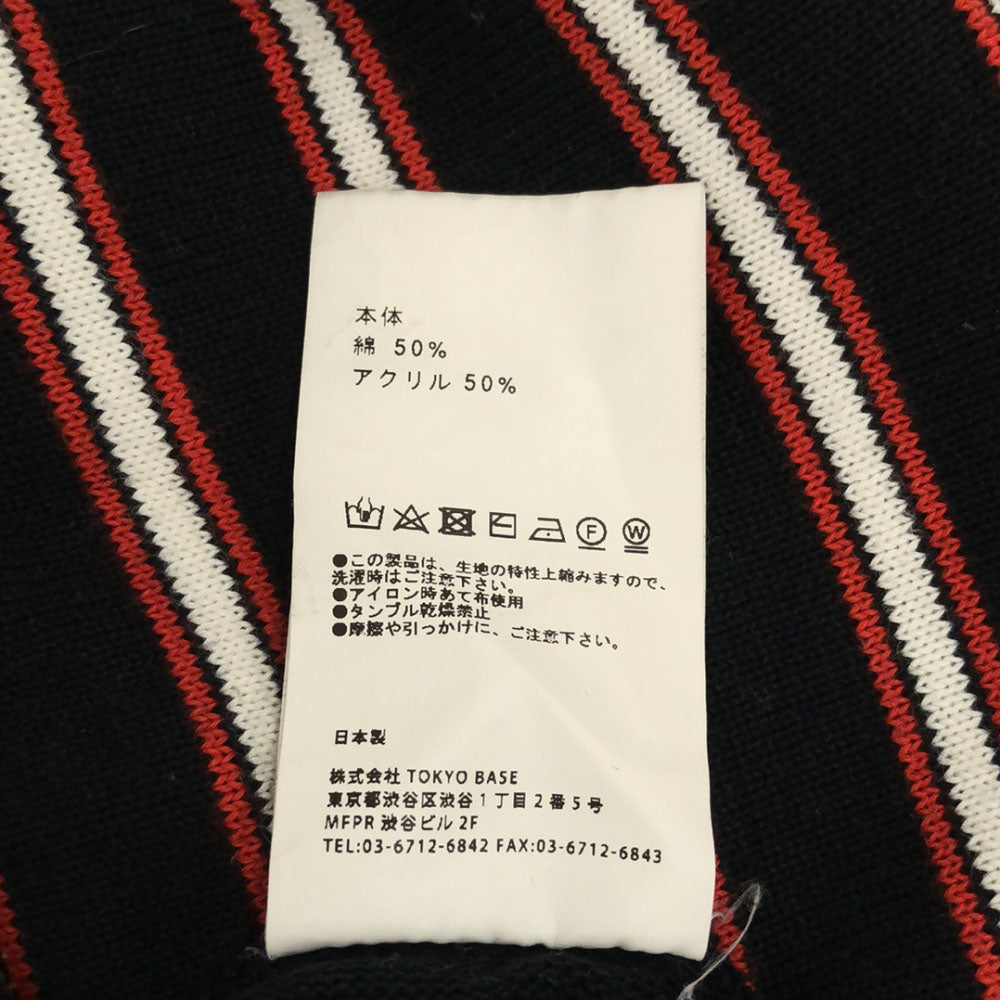 本体
綿 50%
アクリル 50%
F W
●この製品は、生地の特性上縮みますので、
洗濯時はご注意下さい。
●アイロン時あて布使用
●タンブル乾燥禁止
●摩擦や引っかけに、ご注意下さい。
日本製
株式会社 TOKYO BASE
東京都渋谷区渋谷1丁目2番5号
MFPR 渋谷ビル 2F
TEL:03-6712-6842 FAX:03-6712-6843